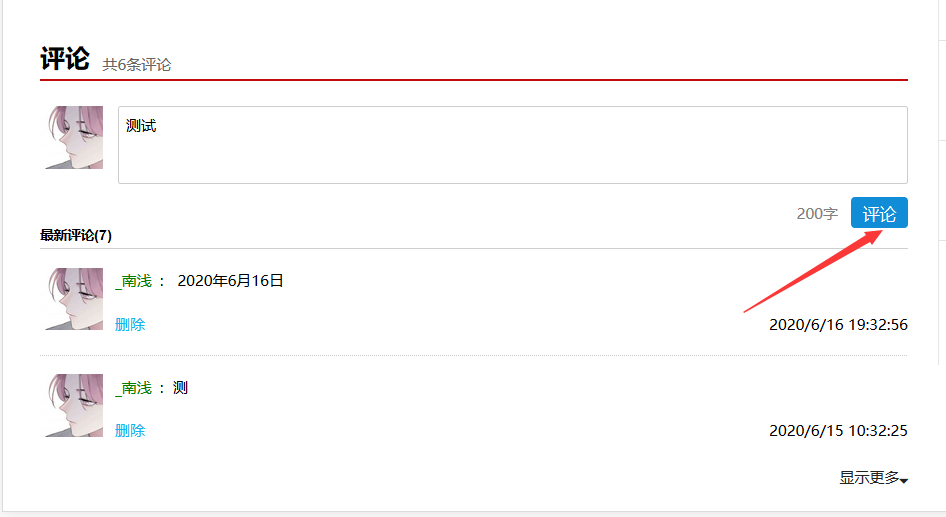 评论 共6条评论
测试
200字 评论
最新评论(7)
_南浅 ： 2020年6月16日
删除 2020/6/16 19:32:56
_南浅 ：测
删除 2020/6/15 10:32:25
显示更多